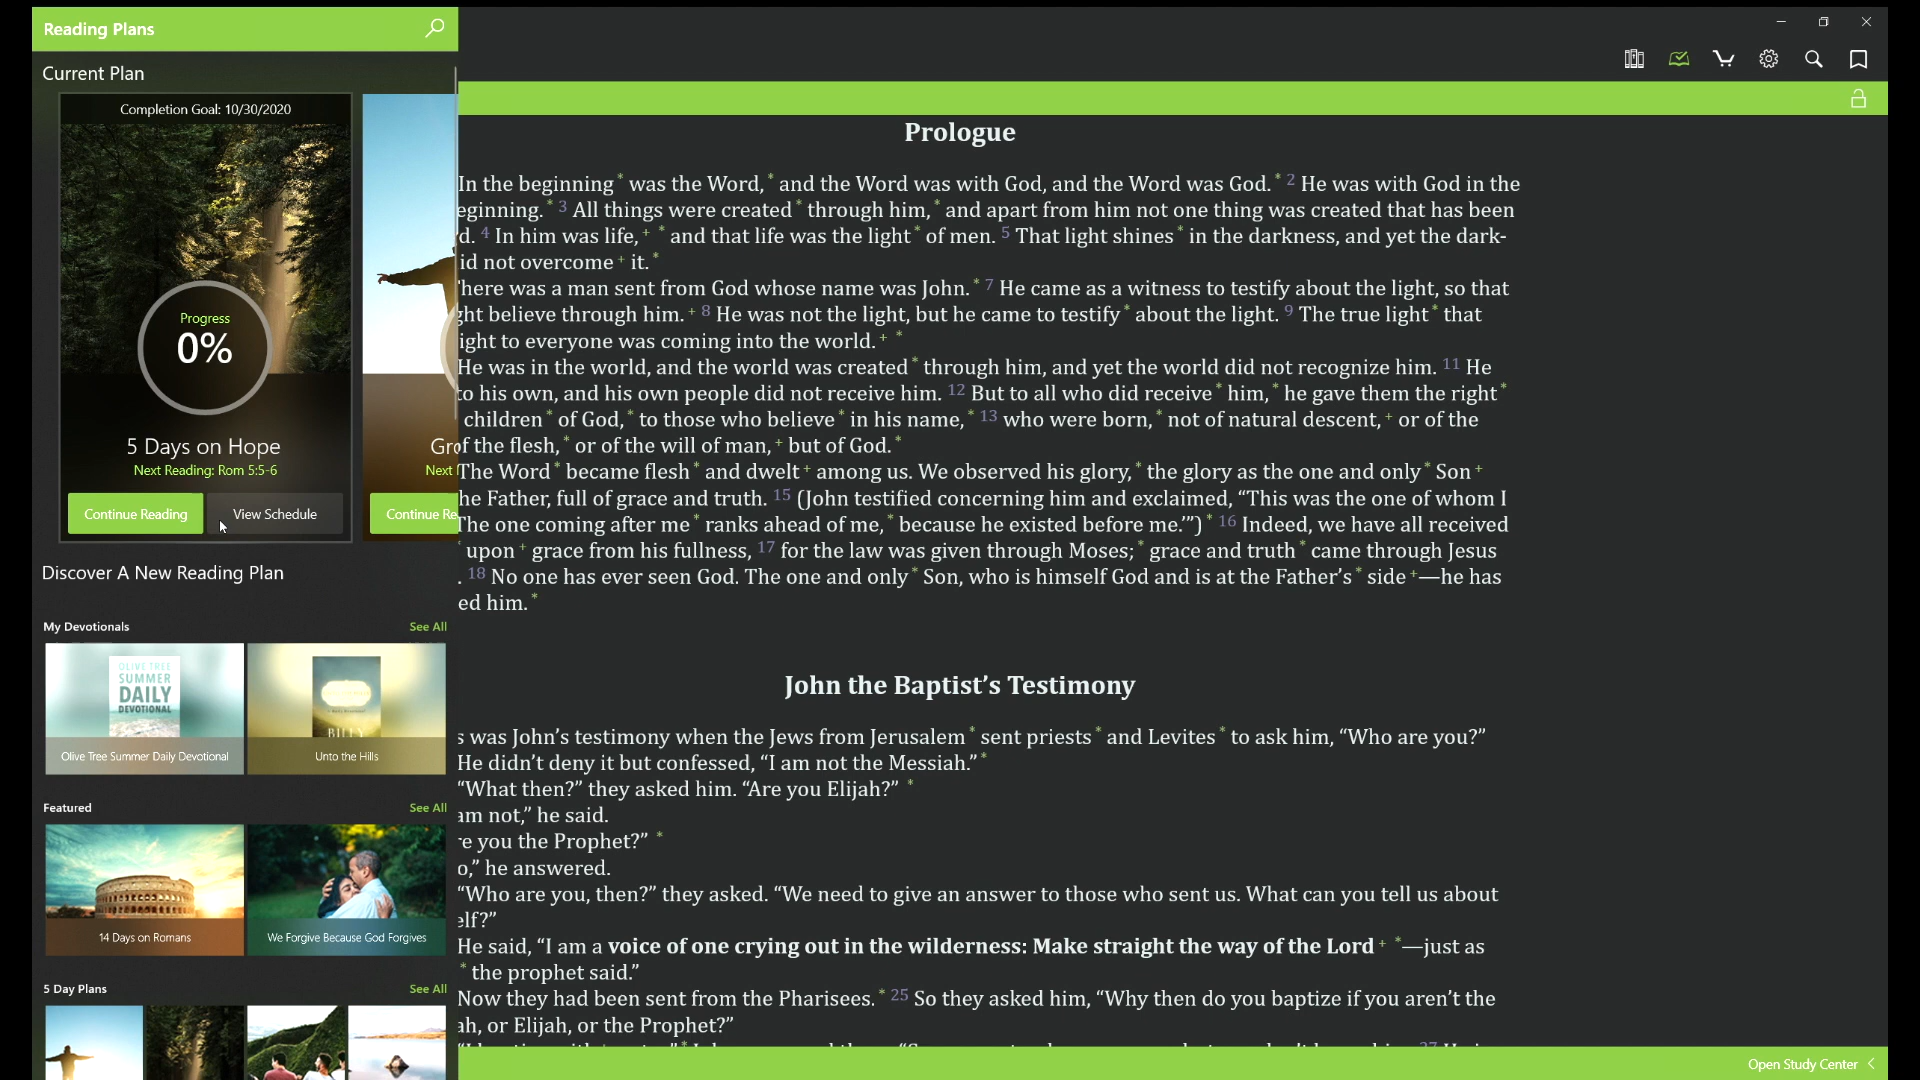 Reading Plans
Current Plan
Completion Goal: 10/30/2020
Progress
0%
5 Days on Hope
Next Reading: Rom 5:5-6
Continue Reading
View Schedule
Gro
Next
Continue Re
Discover A New Reading Plan
My Devotionals
See All
OLIVE TREE
SUMMER
DAILY
DEVOTIONAL
Olive Tree Summer Daily Devotional
BILLY
Unto the Hills
Featured
See All
14 Days on Romans
We Forgive Because God Forgives
5 Day Plans
See All
Prologue
In the beginning* was the Word,* and the Word was with God, and the Word was God.* 2 He was with God in the
eginning.* 3 All things were created* through him,* and apart from him not one thing was created that has been
d. 4 In him was life,+ * and that life was the light* of men. 5 That light shines* in the darkness, and yet the dark-
id not overcome+ it.*
here was a man sent from God whose name was John.* 7 He came as a witness to testify about the light, so that
ght believe through him.+ 8 He was not the light, but he came to testify* about the light. 9 The true light* that
ight to everyone was coming into the world.+ *
He was in the world, and the world was created* through him, and yet the world did not recognize him. 11 He
to his own, and his own people did not receive him. 12 But to all who did receive* him,* he gave them the right*
children* of God,* to those who believe* in his name,* 13 who were born,* not of natural descent,+ or of the
f the flesh,* or of the will of man,+ but of God.*
The Word* became flesh* and dwelt+ among us. We observed his glory,* the glory as the one and only* Son+
he Father, full of grace and truth. 15 (John testified concerning him and exclaimed, “This was the one of whom I
The one coming after me* ranks ahead of me,* because he existed before me.’”)* 16 Indeed, we have all received
* upon+ grace from his fullness, 17 for the law was given through Moses;* grace and truth* came through Jesus
. 18 No one has ever seen God. The one and only* Son, who is himself God and is at the Father’s* side+—he has
ed him.*
John the Baptist’s Testimony
s was John’s testimony when the Jews from Jerusalem* sent priests* and Levites* to ask him, “Who are you?”
He didn’t deny it but confessed, “I am not the Messiah.”*
“What then?” they asked him. “Are you Elijah?” *
am not,” he said.
re you the Prophet?” *
o,” he answered.
“Who are you, then?” they asked. “We need to give an answer to those who sent us. What can you tell us about
elf?”
He said, “I am a voice of one crying out in the wilderness: Make straight the way of the Lord+ *—just as
* the prophet said.”
Now they had been sent from the Pharisees.* 25 So they asked him, “Why then do you baptize if you aren’t the
ah, or Elijah, or the Prophet?”
Open Study Center